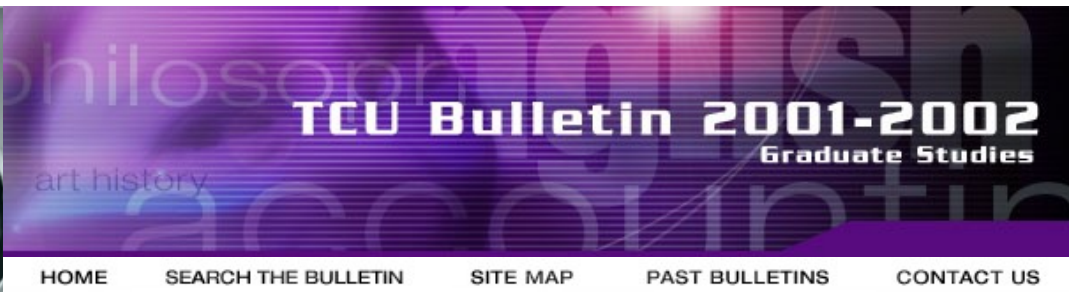 philosoph
nglish
TCU Bulletin 2001-2002
Graduate Studies
art history
accountin
HOME SEARCH THE BULLETIN SITE MAP PAST BULLETINS CONTACT US